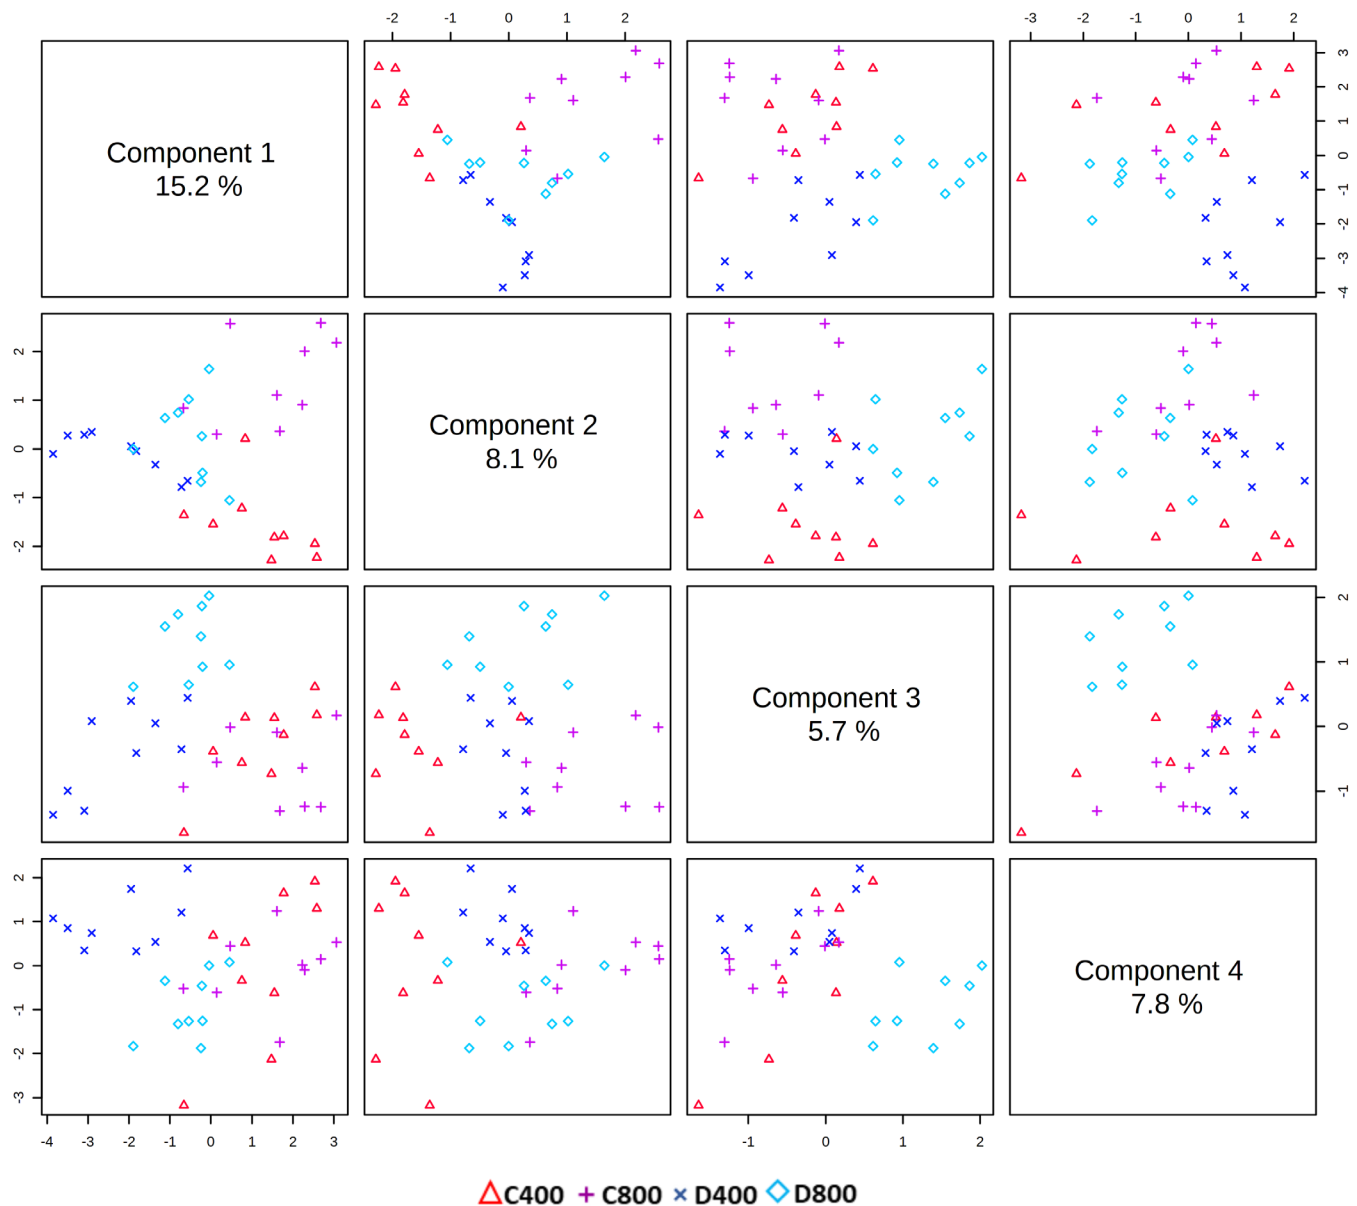 -2 -1 0 1 2 -3 -2 -1 0 1 2
Component 1
15.2 %
3 2 1 0 -1 -2 -3 -4
2 1 0 -1 -2
Component 2
8.1 %
Component 3
5.7 %
2 1 0 -1
2 1 0 -1 -2 -3
Component 4
7.8 %
-4 -3 -2 -1 0 1 2 3 -1 0 1 2
C400 C800 D400 D800